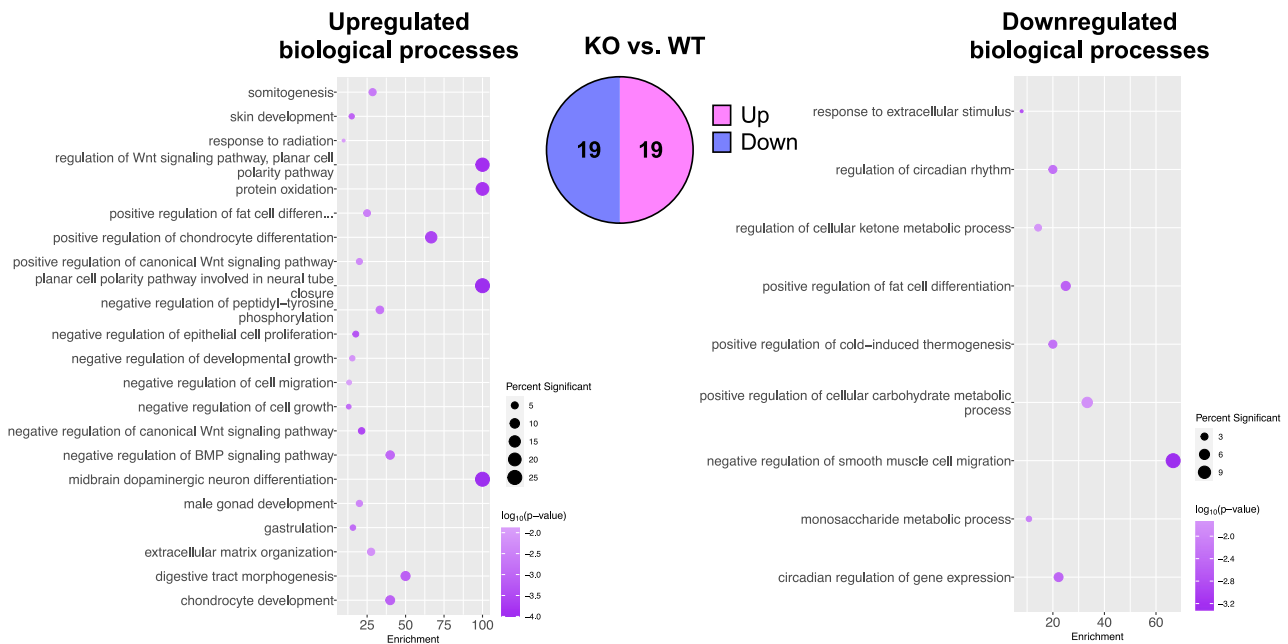 Upregulated
biological processes
somitogenesis
skin development
response to radiation
regulation of Wnt signaling pathway, planar cell
polarity pathway
protein oxidation
positive regulation of fat cell differen...
positive regulation of chondrocyte differentation
positive regulation of canonical Wnt signaling pathway
planar cell polarity pathway involved in neural tube
closure
negative regulation of peptidyl−tyrosine
phosphorylation
negative regulation of epithelial cell proliferation
negative regulation of developmental growth
negative regulation of cell migration
negative regulation of cell growth
negative regulation of canonical Wnt signaling pathway
negative regulation of BMP signaling pathway
midbrain dopaminergic neuron differentiation
male gonad development
gastrulation
extracellular matrix organization
digestive tract morphogenesis
chondrocyte development
25 50 75 100
Enrichment
Percent Significant
5
10
15
20
25
log10(p−value)
−2.0
−2.5
−3.0
−3.5
−4.0
KO vs. WT
19 19
Up
Down
Downregulated
biological processes
response to extracellular stimulus
regulation of circadian rhythm
regulation of cellular ketone metabolic process
positive regulation of fat cell differentiation
positive regulation of cold−induced thermogenesis
positive regulation of cellular carbohydrate metabolic
process
negative regulation of smooth muscle cell migration
monosaccharide metabolic process
circadian regulation of gene expression
20 40 60
Enrichment
Percent Significant
3
6
9
log10(p−value)
−2.0
−2.4
−2.8
−3.2